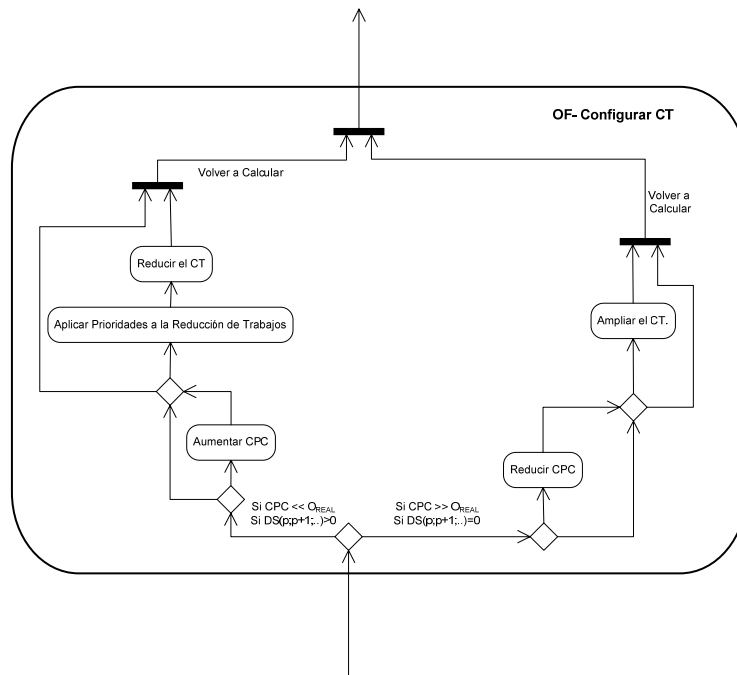 OF- Configurar CT
Volver a Calcular
Volver a
Calcular
Reducir el CT
Aplicar Prioridades a la Reducción de Trabajos
Ampliar el CT.
Aumentar CPC
Reducir CPC
Si CPC << OREAL
Si DS(p;p+1;..)>0
Si CPC >> OREAL
Si DS(p;p+1;..)=0